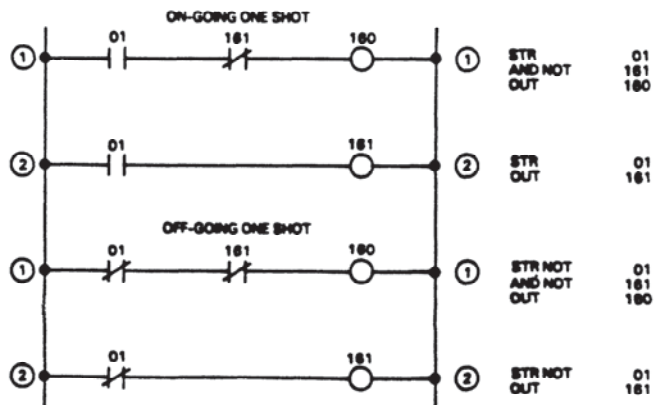 ON-GOING ONE SHOT
01 161 160
① ① STR 01
AND NOT 161
OUT 160
01 161
② ② STR 01
OUT 161
OFF-GOING ONE SHOT
01 161 160
① ① STR NOT 01
AND NOT 161
OUT 160
01 161
② ② STR NOT 01
OUT 161